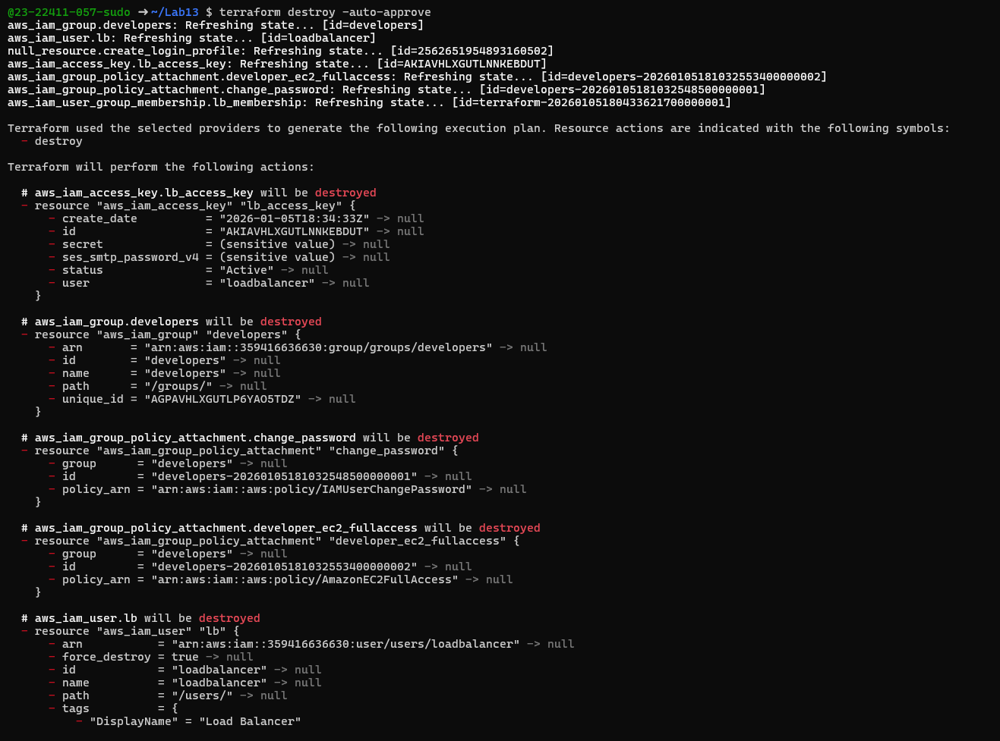 @23-22411-057-sudo ➜ ~/Lab13 $ terraform destroy -auto-approve
aws_iam_group.developers: Refreshing state... [id=developers]
aws_iam_user.lb: Refreshing state... [id=loadbalancer]
null_resource.create_login_profile: Refreshing state... [id=2562651954893160502]
aws_iam_access_key.lb_access_key: Refreshing state... [id=AKIAVHLXGUTLNNKEBDUT]
aws_iam_group_policy_attachment.developer_ec2_fullaccess: Refreshing state... [id=developers-20260105181032553400000002]
aws_iam_group_policy_attachment.change_password: Refreshing state... [id=developers-20260105181032548500000001]
aws_iam_user_group_membership.lb_membership: Refreshing state... [id=terraform-20260105180433621700000001]

Terraform used the selected providers to generate the following execution plan. Resource actions are indicated with the following symbols:
  - destroy

Terraform will perform the following actions:

  # aws_iam_access_key.lb_access_key will be destroyed
  - resource "aws_iam_access_key" "lb_access_key" {
      - create_date          = "2026-01-05T18:34:33Z" -> null
      - id                   = "AKIAVHLXGUTLNNKEBDUT" -> null
      - secret               = (sensitive value) -> null
      - ses_smtp_password_v4 = (sensitive value) -> null
      - status               = "Active" -> null
      - user                 = "loadbalancer" -> null
    }

  # aws_iam_group.developers will be destroyed
  - resource "aws_iam_group" "developers" {
      - arn       = "arn:aws:iam::359416636630:group/groups/developers" -> null
      - id        = "developers" -> null
      - name      = "developers" -> null
      - path      = "/groups/" -> null
      - unique_id = "AGPAVHLXGUTLP6YAO5TDZ" -> null
    }

  # aws_iam_group_policy_attachment.change_password will be destroyed
  - resource "aws_iam_group_policy_attachment" "change_password" {
      - group      = "developers" -> null
      - id         = "developers-20260105181032548500000001" -> null
      - policy_arn = "arn:aws:iam::aws:policy/IAMUserChangePassword" -> null
    }

  # aws_iam_group_policy_attachment.developer_ec2_fullaccess will be destroyed
  - resource "aws_iam_group_policy_attachment" "developer_ec2_fullaccess" {
      - group      = "developers" -> null
      - id         = "developers-20260105181032553400000002" -> null
      - policy_arn = "arn:aws:iam::aws:policy/AmazonEC2FullAccess" -> null
    }

  # aws_iam_user.lb will be destroyed
  - resource "aws_iam_user" "lb" {
      - arn           = "arn:aws:iam::359416636630:user/users/loadbalancer" -> null
      - force_destroy = true -> null
      - id            = "loadbalancer" -> null
      - name          = "loadbalancer" -> null
      - path          = "/users/" -> null
      - tags          = {
          - "DisplayName" = "Load Balancer"